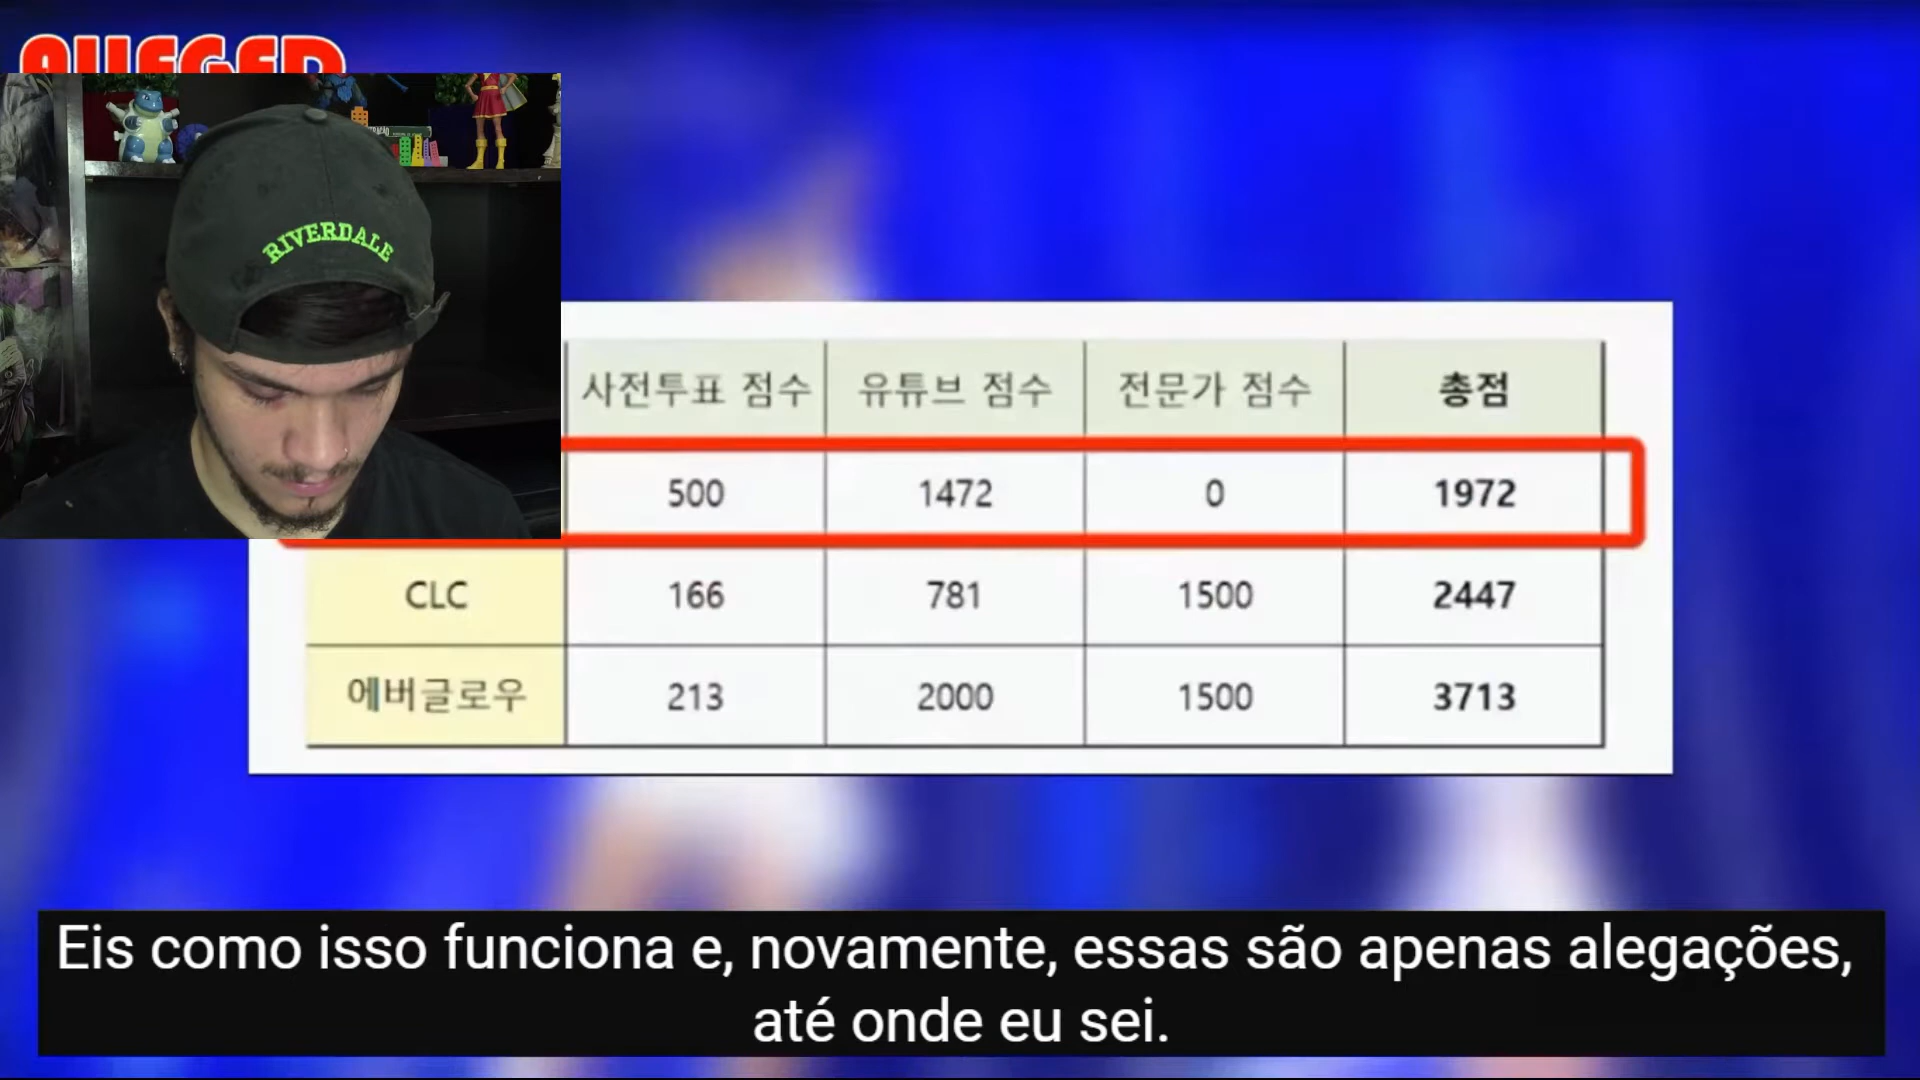 ALLEGED
RIVERDALE
사전투표 점수 유튜브 점수 전문가 점수 총점
500 1472 0 1972
CLC 166 781 1500 2447
에버글로우 213 2000 1500 3713
Eis como isso funciona e, novamente, essas são apenas alegações,
até onde eu sei.